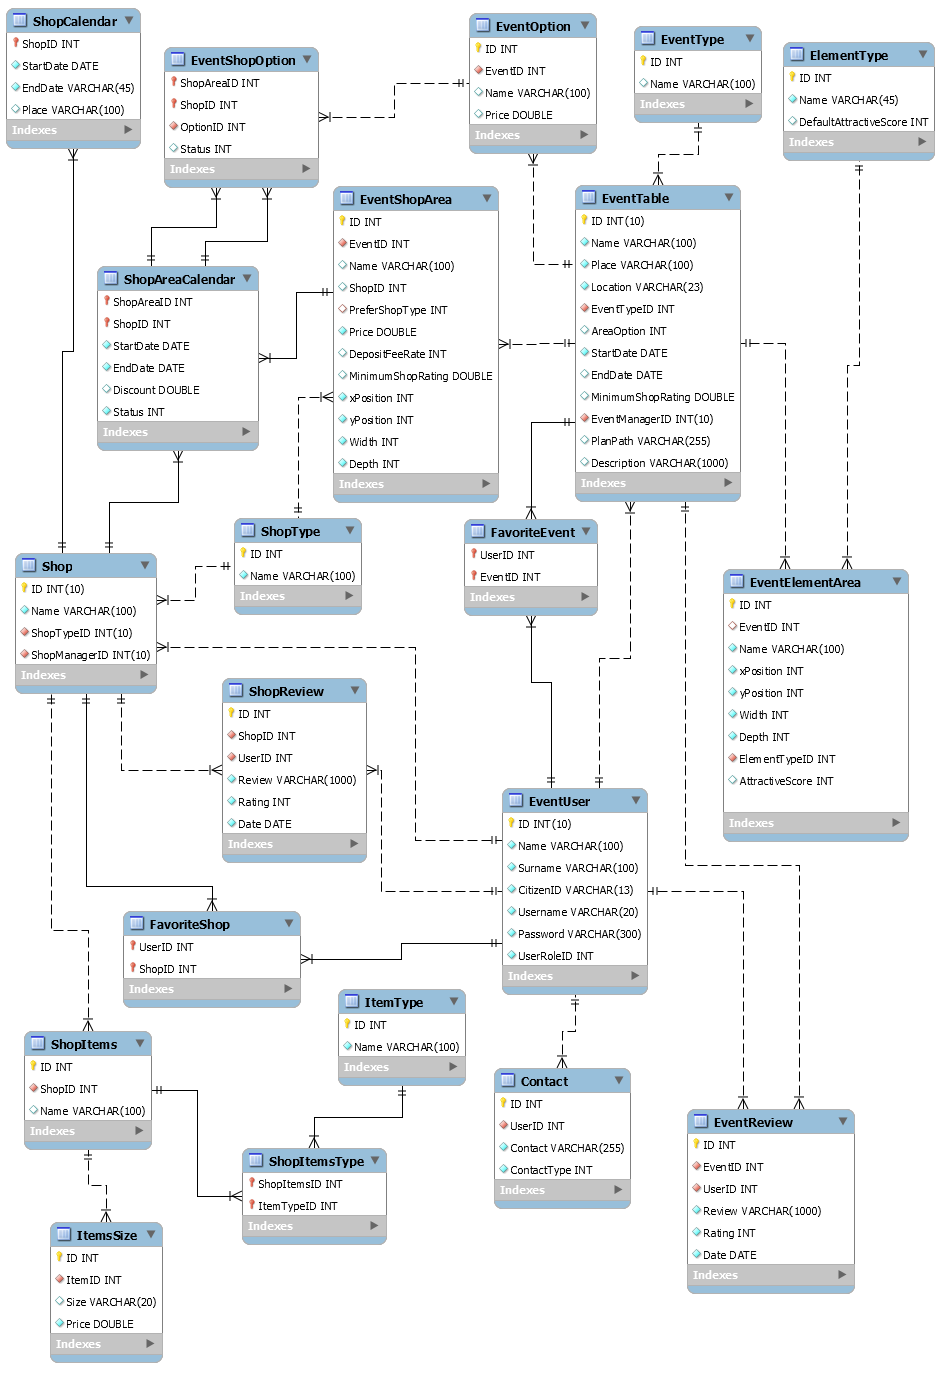 ShopCalendar
ShopID INT
StartDate DATE
EndDate VARCHAR(45)
Place VARCHAR(100)
Indexes
EventShopOption
ShopAreaID INT
ShopID INT
OptionID INT
Status INT
Indexes
EventOption
ID INT
EventID INT
Name VARCHAR(100)
Price DOUBLE
Indexes
EventType
ID INT
Name VARCHAR(100)
Indexes
ElementType
ID INT
Name VARCHAR(45)
DefaultAttractiveScore INT
Indexes
ShopAreaCalendar
ShopAreaID INT
ShopID INT
StartDate DATE
EndDate DATE
Discount DOUBLE
Status INT
Indexes
EventShopArea
ID INT
EventID INT
Name VARCHAR(100)
ShopID INT
PreferShopType INT
Price DOUBLE
DepositFeeRate INT
MinimumShopRating DOUBLE
xPosition INT
yPosition INT
Width INT
Depth INT
Indexes
EventTable
ID INT(10)
Name VARCHAR(100)
Place VARCHAR(100)
Location VARCHAR(23)
EventTypeID INT
AreaOption INT
StartDate DATE
EndDate DATE
MinimumShopRating DOUBLE
EventManagerID INT(10)
PlanPath VARCHAR(255)
Description VARCHAR(1000)
Indexes
Shop
ID INT(10)
Name VARCHAR(100)
ShopTypeID INT(10)
ShopManagerID INT(10)
Indexes
ShopType
ID INT
Name VARCHAR(100)
Indexes
FavoriteEvent
UserID INT
EventID INT
Indexes
EventElementArea
ID INT
EventID INT
Name VARCHAR(100)
xPosition INT
yPosition INT
Width INT
Depth INT
ElementTypeID INT
AttractiveScore INT
Indexes
ShopReview
ID INT
ShopID INT
UserID INT
Review VARCHAR(1000)
Rating INT
Date DATE
Indexes
EventUser
ID INT(10)
Name VARCHAR(100)
Surname VARCHAR(100)
CitizenID VARCHAR(13)
Username VARCHAR(20)
Password VARCHAR(300)
UserRoleID INT
Indexes
FavoriteShop
UserID INT
ShopID INT
Indexes
ItemType
ID INT
Name VARCHAR(100)
Indexes
ShopItems
ID INT
ShopID INT
Name VARCHAR(100)
Indexes
Contact
ID INT
UserID INT
Contact VARCHAR(255)
ContactType INT
Indexes
EventReview
ID INT
EventID INT
UserID INT
Review VARCHAR(1000)
Rating INT
Date DATE
Indexes
ShopItemsType
ShopItemsID INT
ItemTypeID INT
Indexes
ItemsSize
ID INT
ItemID INT
Size VARCHAR(20)
Price DOUBLE
Indexes